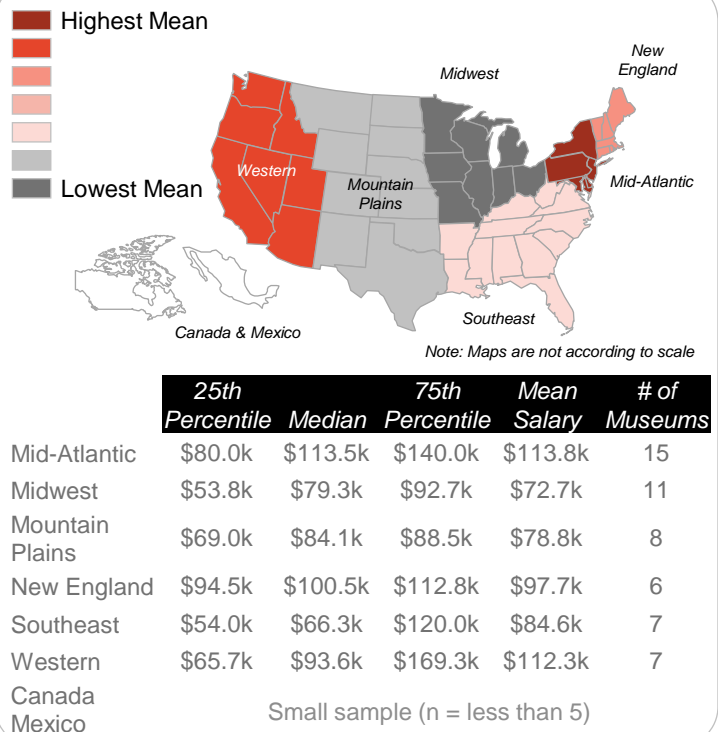 Highest Mean
Lowest Mean
Midwest
New
England
Western
Mountain
Plains
Mid-Atlantic
Southeast
Canada & Mexico
Note: Maps are not according to scale
25th Percentile Median 75th Percentile Mean Salary # of Museums
Mid-Atlantic $80.0k $113.5k $140.0k $113.8k 15
Midwest $53.8k $79.3k $92.7k $72.7k 11
Mountain Plains $69.0k $84.1k $88.5k $78.8k 8
New England $94.5k $100.5k $112.8k $97.7k 6
Southeast $54.0k $66.3k $120.0k $84.6k 7
Western $65.7k $93.6k $169.3k $112.3k 7
Canada Mexico Small sample (n = less than 5)